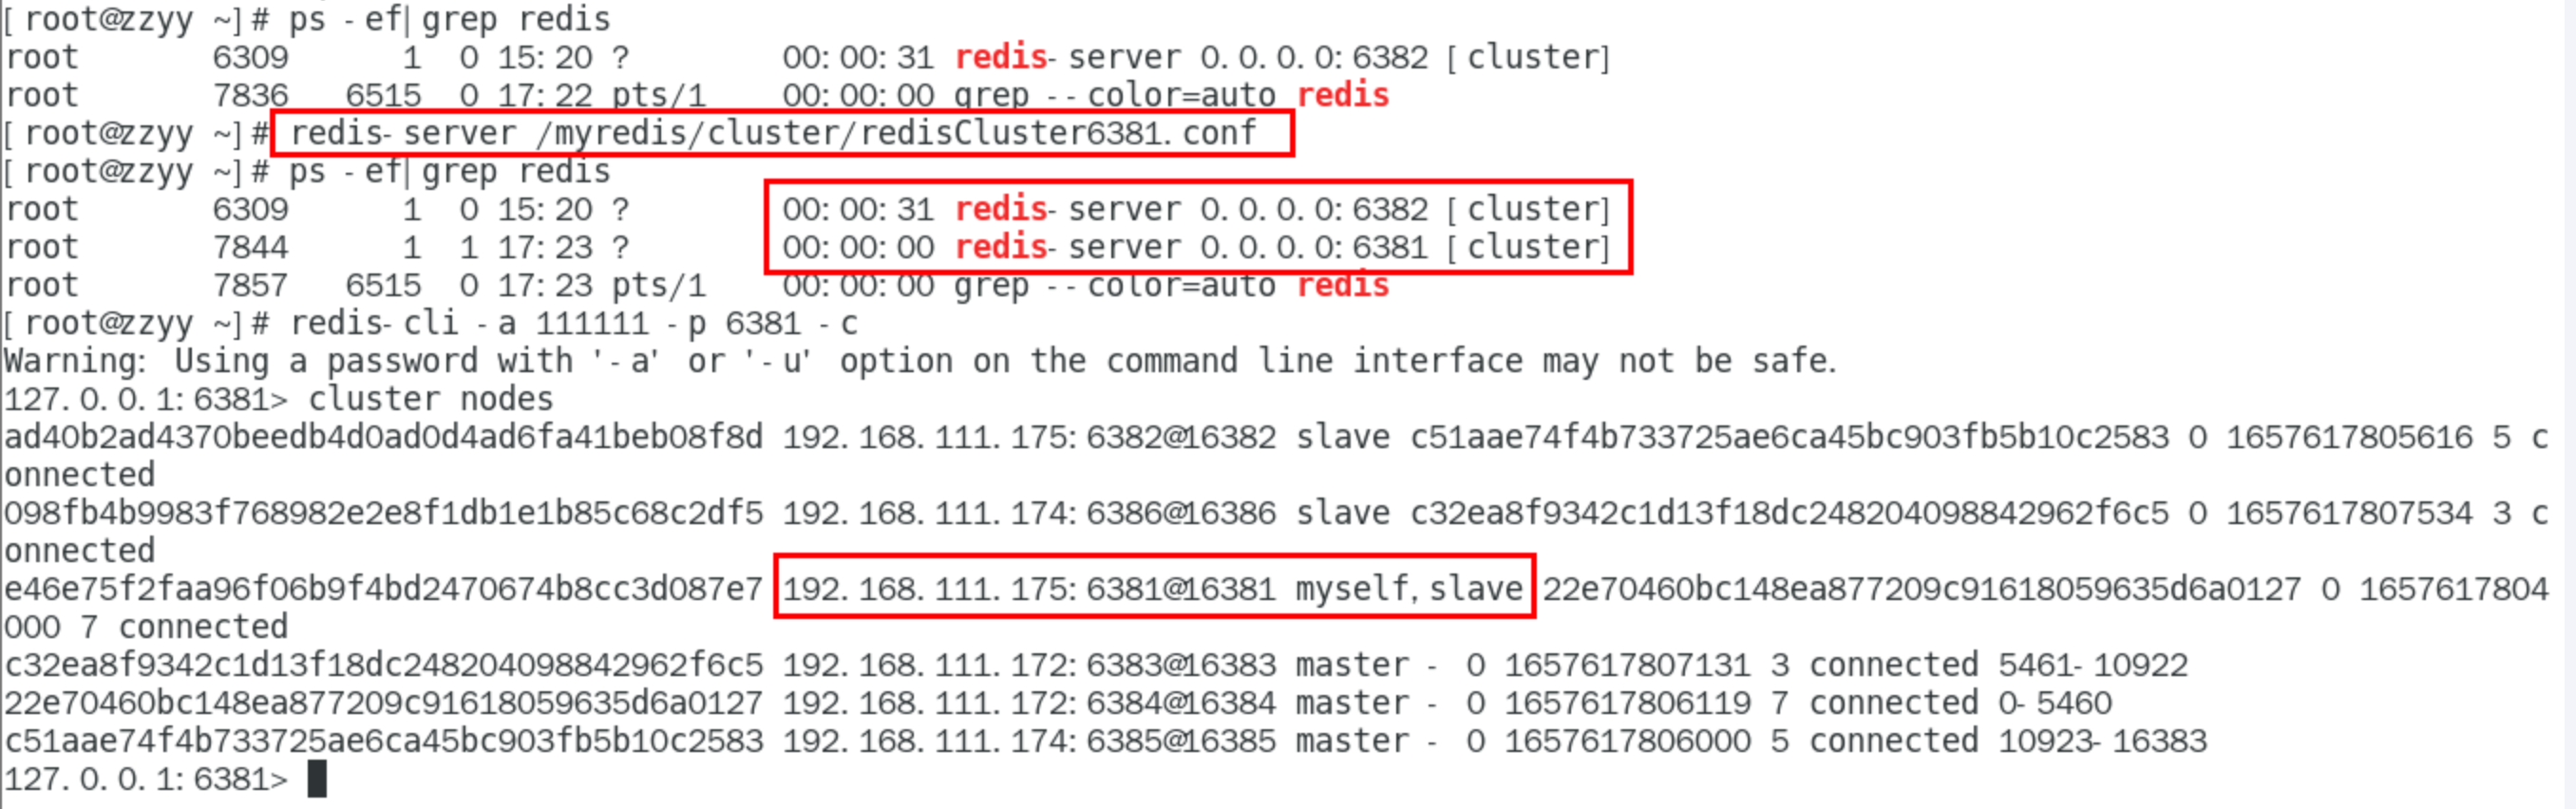 [root@zzyy ~]# ps -ef|grep redis
root 6309 1 0 15:20 ? 00:00:31 redis-server 0.0.0.0:6382 [cluster]
root 7836 6515 0 17:22 pts/1 00:00:00 grep --color=auto redis
[root@zzyy ~]# redis-server /myredis/cluster/redisCluster6381.conf
[root@zzyy ~]# ps -ef|grep redis
root 6309 1 0 15:20 ? 00:00:31 redis-server 0.0.0.0:6382 [cluster]
root 7844 1 1 17:23 ? 00:00:00 redis-server 0.0.0.0:6381 [cluster]
root 7857 6515 0 17:23 pts/1 00:00:00 grep --color=auto redis
[root@zzyy ~]# redis-cli -a 111111 -p 6381 -c
Warning: Using a password with '-a' or '-u' option on the command line interface may not be safe.
127.0.0.1:6381> cluster nodes
ad40b2ad4370beedb4d0ad0d4ad6fa41beb08f8d 192.168.111.175:6382@16382 slave c51aae74f4b733725ae6ca45bc903fb5b10c2583 0 1657617805616 5 c
onnected
098fb4b9983f768982e2e8f1db1e1b85c68c2df5 192.168.111.174:6386@16386 slave c32ea8f9342c1d13f18dc248204098842962f6c5 0 1657617807534 3 c
onnected
e46e75f2faa96f06b9f4bd2470674b8cc3d087e7 192.168.111.175:6381@16381 myself,slave 22e70460bc148ea877209c91618059635d6a0127 0 1657617804
000 7 connected
c32ea8f9342c1d13f18dc248204098842962f6c5 192.168.111.172:6383@16383 master - 0 1657617807131 3 connected 5461-10922
22e70460bc148ea877209c91618059635d6a0127 192.168.111.172:6384@16384 master - 0 1657617806119 7 connected 0-5460
c51aae74f4b733725ae6ca45bc903fb5b10c2583 192.168.111.174:6385@16385 master - 0 1657617806000 5 connected 10923-16383
127.0.0.1:6381>